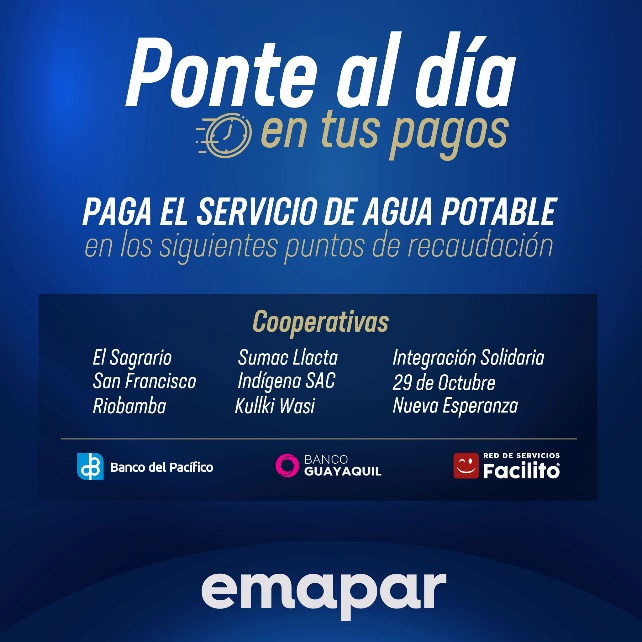 Ponte al día
en tus pagos
PAGA EL SERVICIO DE AGUA POTABLE
en los siguientes puntos de recaudación
Cooperativas
El Sagrario
San Francisco
Riobamba
Sumac Llacta
Indígena SAC
Kullki Wasi
Integración Solidaria
29 de Octubre
Nueva Esperanza
Banco del Pacífico
BANCO
GUAYAQUIL
RED DE SERVICIOS
Facilito
emapar